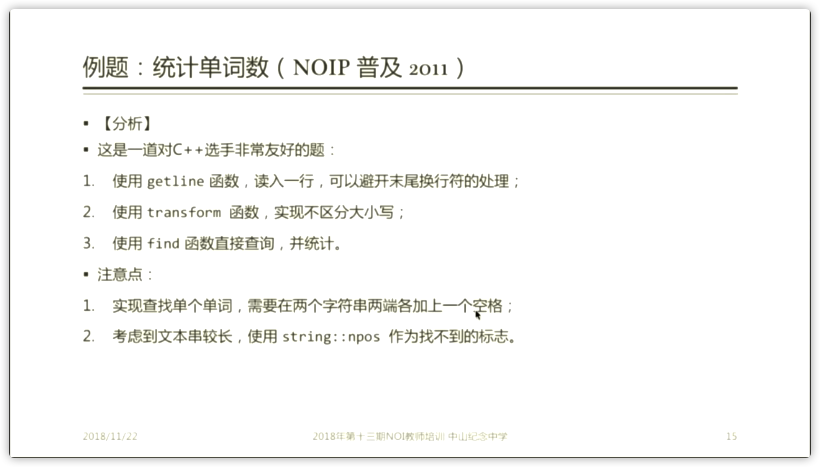 例题：统计单词数（NOIP 普及 2011）
▪ 【分析】
▪ 这是一道对C++选手非常友好的题：
1. 使用 getline 函数，读入一行，可以避开末尾换行符的处理；
2. 使用 transform 函数，实现不区分大小写；
3. 使用 find 函数直接查询，并统计。
▪ 注意点：
1. 实现查找单个单词，需要在两个字符串两端各加上一个空格；
2. 考虑到文本串较长，使用 string::npos 作为找不到的标志。
2018/11/22 2018年第十三期NOI教师培训 中山纪念中学 15